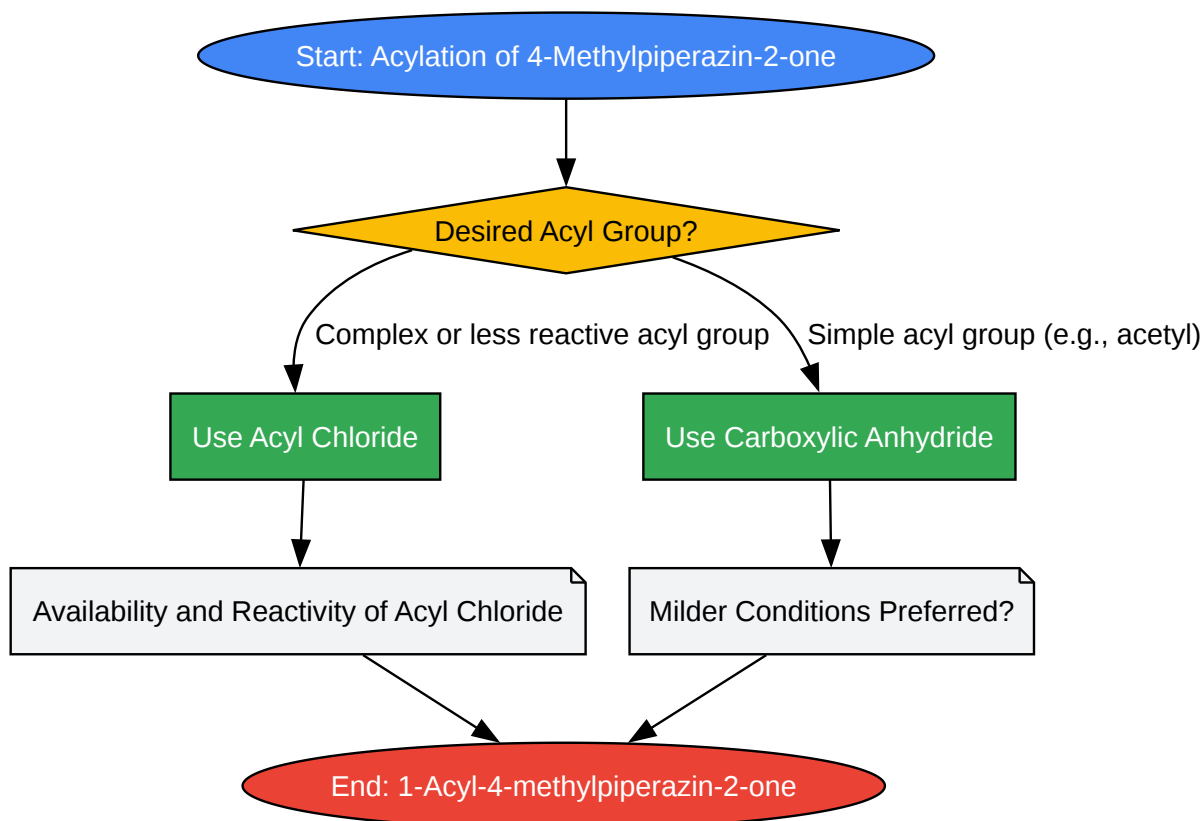 Start: Acylation of 4-Methylpiperazin-2-one
Desired Acyl Group?
Complex or less reactive acyl group
Simple acyl group (e.g., acetyl)
Use Acyl Chloride
Use Carboxylic Anhydride
Availability and Reactivity of Acyl Chloride
Milder Conditions Preferred?
End: 1-Acyl-4-methylpiperazin-2-one